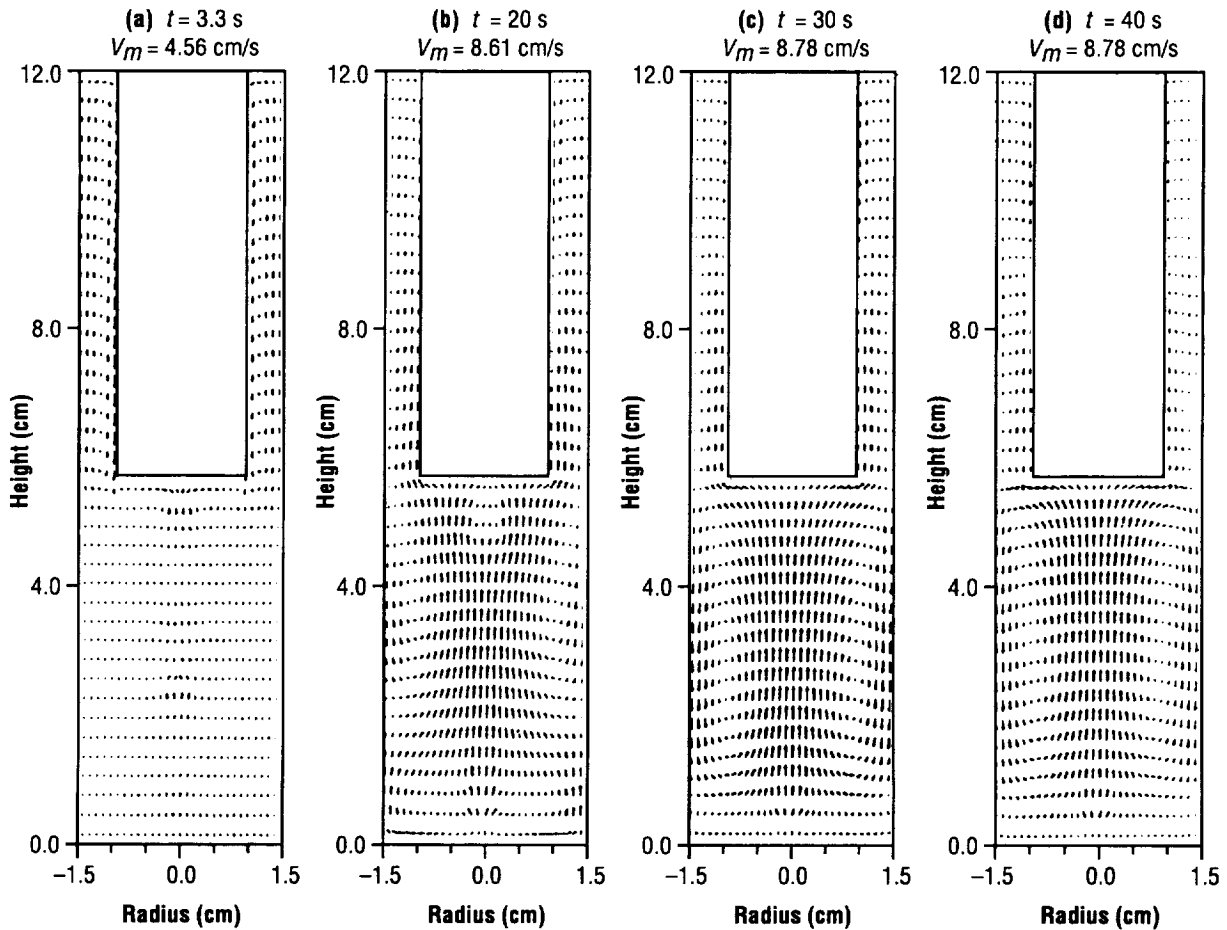 (a) t = 3.3 s
Vm = 4.56 cm/s
12.0
8.0
4.0
0.0
Height (cm)
−1.5 0.0 1.5
Radius (cm)
(b) t = 20 s
Vm = 8.61 cm/s
12.0
8.0
4.0
0.0
Height (cm)
−1.5 0.0 1.5
Radius (cm)
(c) t = 30 s
Vm = 8.78 cm/s
12.0
8.0
4.0
0.0
Height (cm)
−1.5 0.0 1.5
Radius (cm)
(d) t = 40 s
Vm = 8.78 cm/s
12.0
8.0
4.0
0.0
Height (cm)
−1.5 0.0 1.5
Radius (cm)